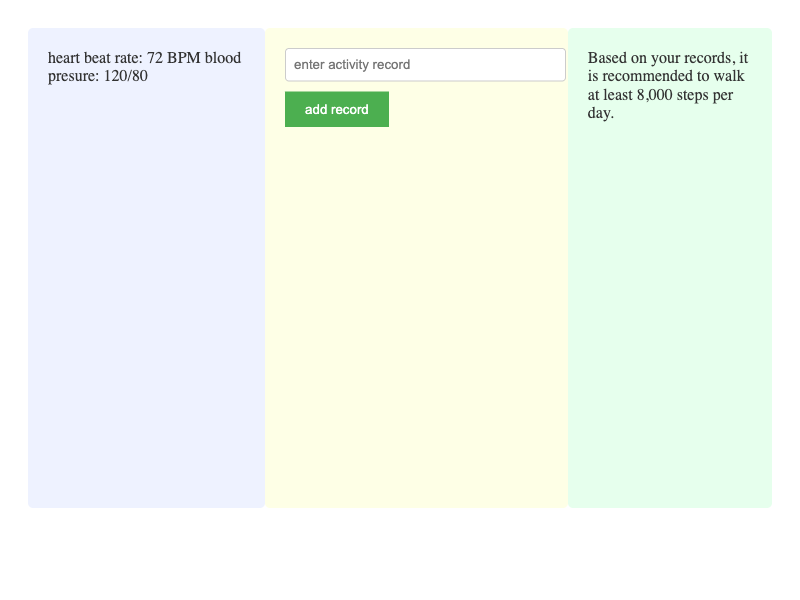 heart beat rate: 72 BPM blood
presure: 120/80
enter activity record
add record
Based on your records, it
is recommended to walk
at least 8,000 steps per
day.